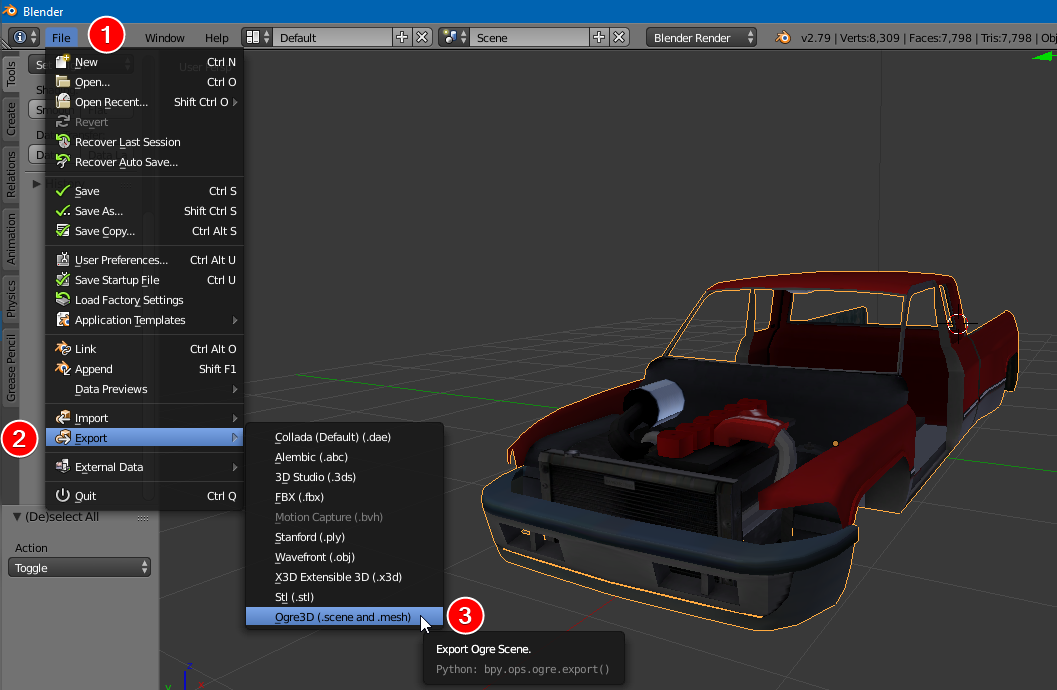 Blender
File 1 Window Help Default Scene Blender Render v2.79 | Verts:8,309 | Faces:7,798 | Tris:7,798 | Obj
Tools
Create
Relations
Animation
Physics
Grease Pencil
New Ctrl N
Open... Ctrl O
Open Recent... Shift Ctrl O
Revert
Recover Last Session
Recover Auto Save...
Save Ctrl S
Save As... Shift Ctrl S
Save Copy... Ctrl Alt S
User Preferences... Ctrl Alt U
Save Startup File Ctrl U
Load Factory Settings
Application Templates
Link Ctrl Alt O
Append Shift F1
Data Previews
Import
2 Export
External Data
Quit Ctrl Q
Collada (Default) (.dae)
Alembic (.abc)
3D Studio (.3ds)
FBX (.fbx)
Motion Capture (.bvh)
Stanford (.ply)
Wavefront (.obj)
X3D Extensible 3D (.x3d)
Stl (.stl)
Ogre3D (.scene and .mesh) 3
Export Ogre Scene.
Python: bpy.ops.ogre.export()
(De)select All
Action
Toggle
z
y